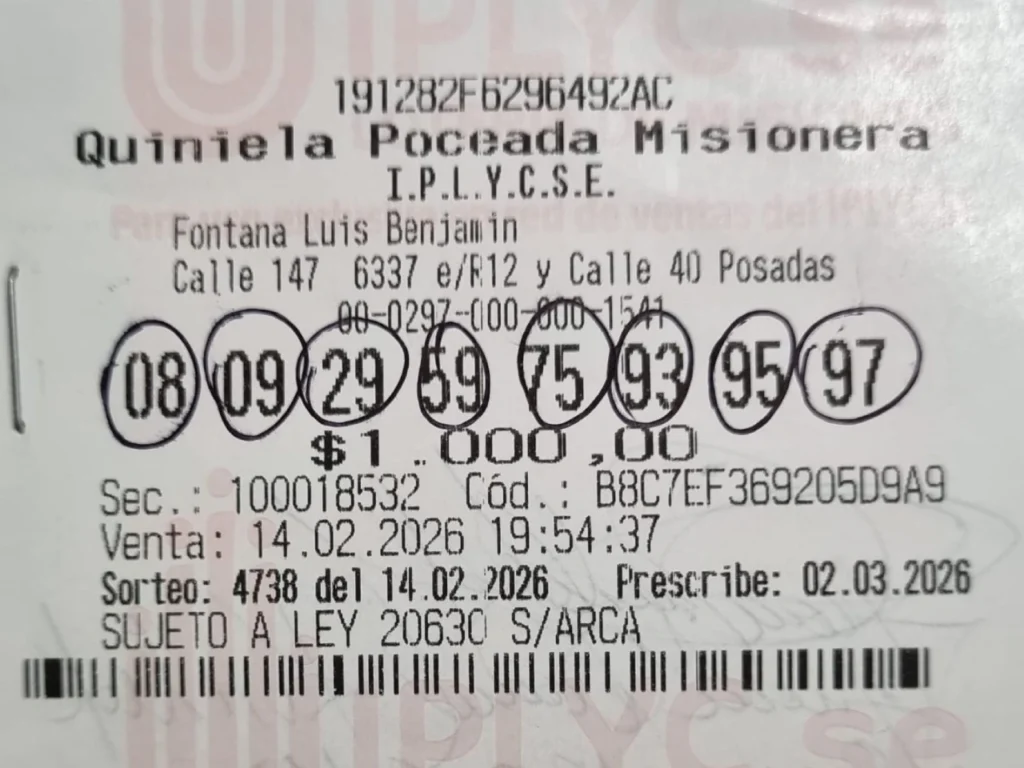 191282F6296492AC
Quiniela Poceada Misionera
I.P.L.Y.C.S.E.
Fontana Luis Benjamin
Calle 147 6337 e/R12 y Calle 40 Posadas
00-0297-000-000-1541
08 09 29 59 75 93 95 97
$1.000,00
Sec.: 100018532 Cód.: B8C7EF369205D9A9
Venta: 14.02.2026 19:54:37
Sorteo: 4738 del 14.02.2026 Prescribe: 02.03.2026
SUJETO A LEY 20630 S/ARCA
IPLYC se